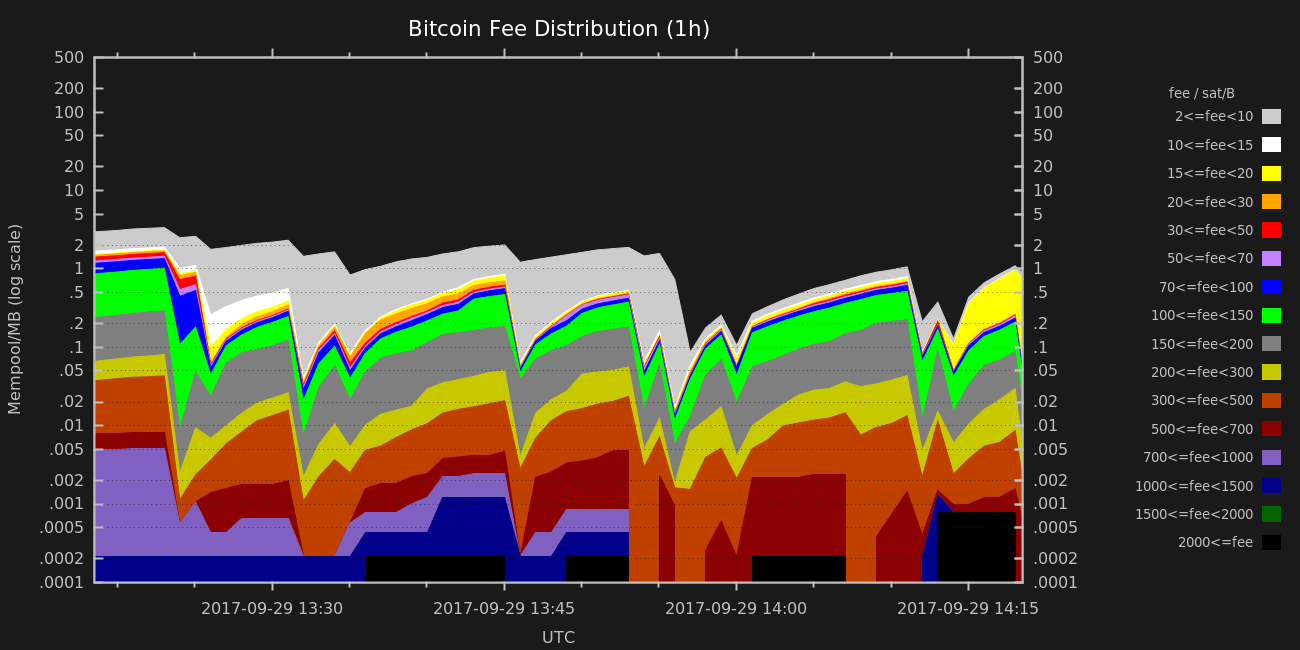 Bitcoin Fee Distribution (1h)
Mempool/MB (log scale)
500
200
100
50
20
10
5
2
1
.5
.2
.1
.05
.02
.01
.005
.002
.001
.0005
.0002
.0001
500
200
100
50
20
10
5
2
1
.5
.2
.1
.05
.02
.01
.005
.002
.001
.0005
.0002
.0001
fee / sat/B
2<=fee<10
10<=fee<15
15<=fee<20
20<=fee<30
30<=fee<50
50<=fee<70
70<=fee<100
100<=fee<150
150<=fee<200
200<=fee<300
300<=fee<500
500<=fee<700
700<=fee<1000
1000<=fee<1500
1500<=fee<2000
2000<=fee
2017-09-29 13:30 2017-09-29 13:45 2017-09-29 14:00 2017-09-29 14:15
UTC